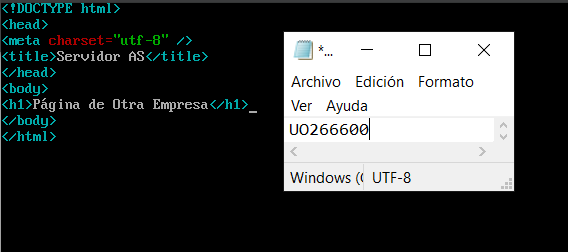 <!DOCTYPE html>
<head>
<meta charset="utf-8" />
<title>Servidor AS</title>
</head>
<body>
<h1>Página de Otra Empresa</h1>_
</body>
</html>
*...
Archivo Edición Formato
Ver Ayuda
UO266600
Windows (C UTF-8